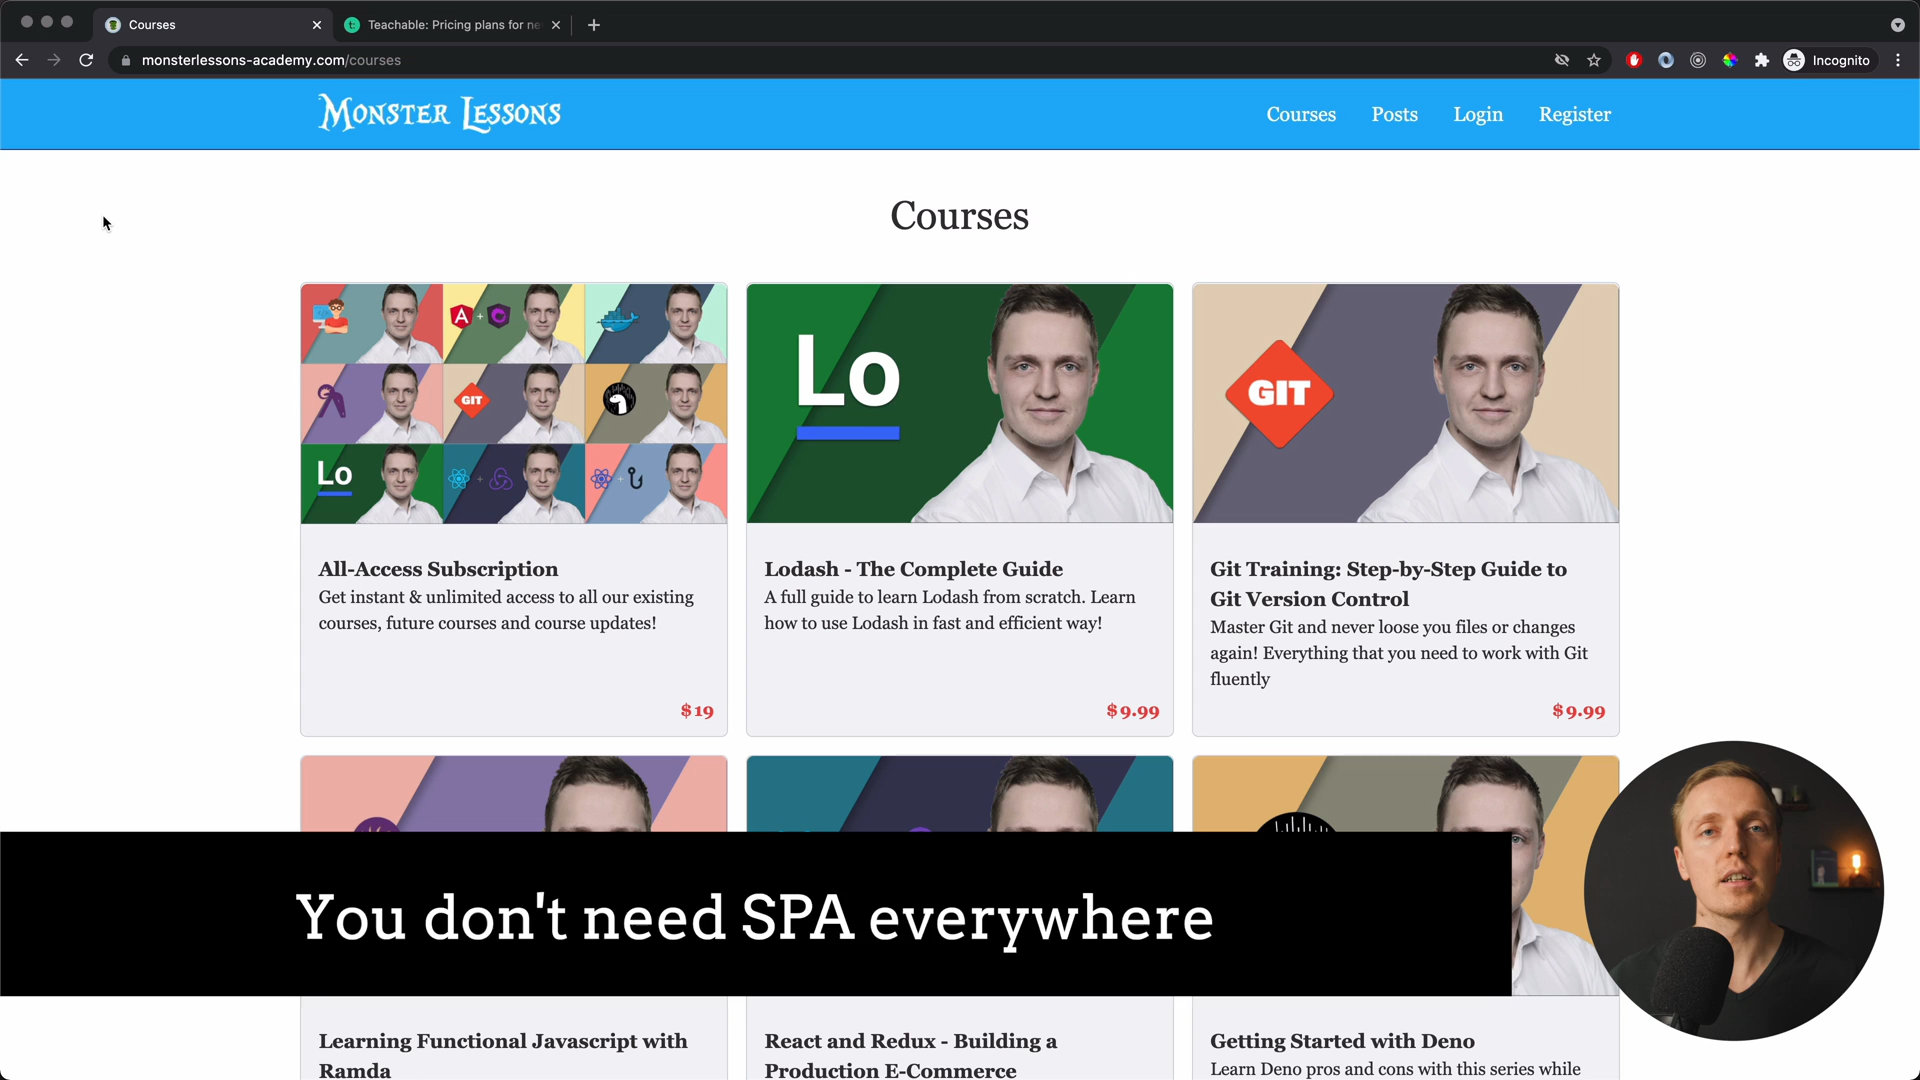 Courses
Teachable: Pricing plans for ne
monsterlessons-academy.com/courses
Incognito
Monster Lessons
Courses Posts Login Register
Courses
A + 
GIT
Lo
+
+
Lo
GIT
All-Access Subscription
Get instant & unlimited access to all our existing
courses, future courses and course updates!
$19
Lodash - The Complete Guide
A full guide to learn Lodash from scratch. Learn
how to use Lodash in fast and efficient way!
$9.99
Git Training: Step-by-Step Guide to
Git Version Control
Master Git and never loose you files or changes
again! Everything that you need to work with Git
fluently
$9.99
You don't need SPA everywhere
Learning Functional Javascript with
Ramda
React and Redux - Building a
Production E-Commerce
Getting Started with Deno
Learn Deno pros and cons with this series while